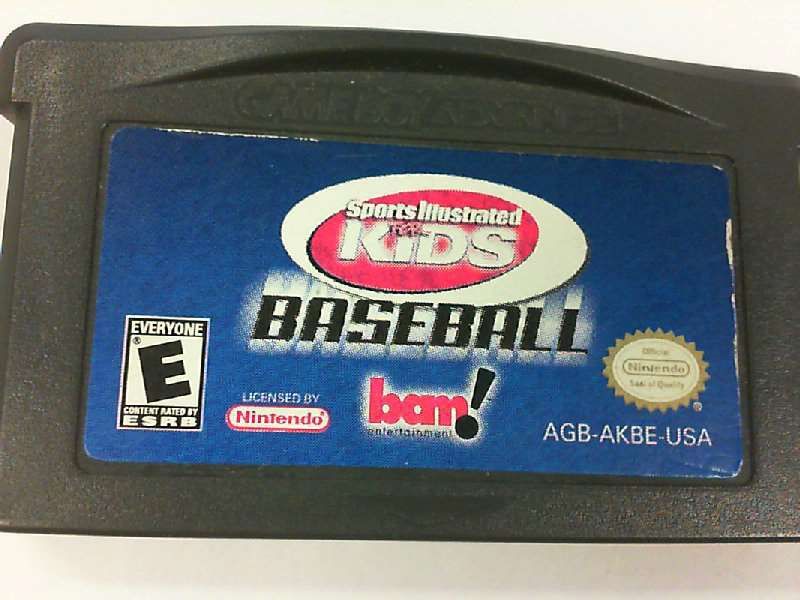 GAME BOY ADVANCE
Sports Illustrated
FOR
KIDS
BASEBALL
EVERYONE
E
CONTENT RATED BY
ESRB
LICENSED BY
Nintendo
bam!
entertainment
Official
Nintendo
Seal of Quality
AGB-AKBE-USA